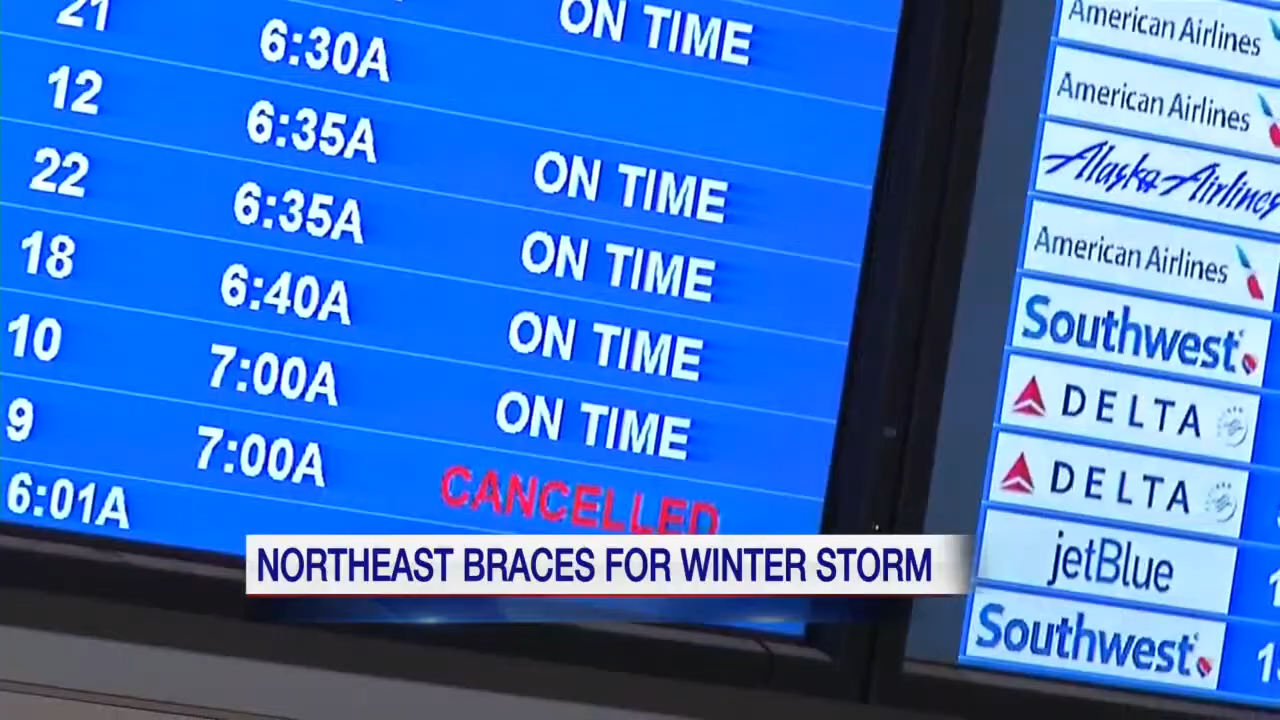 ON TIME
21 6:30A
12 6:35A ON TIME
22 6:35A ON TIME
18 6:40A ON TIME
10 7:00A ON TIME
9 7:00A CANCELLED
6:01A
American Airlines
American Airlines
Alaska Airlines
American Airlines
Southwest
DELTA
DELTA
jetBlue
Southwest
NORTHEAST BRACES FOR WINTER STORM